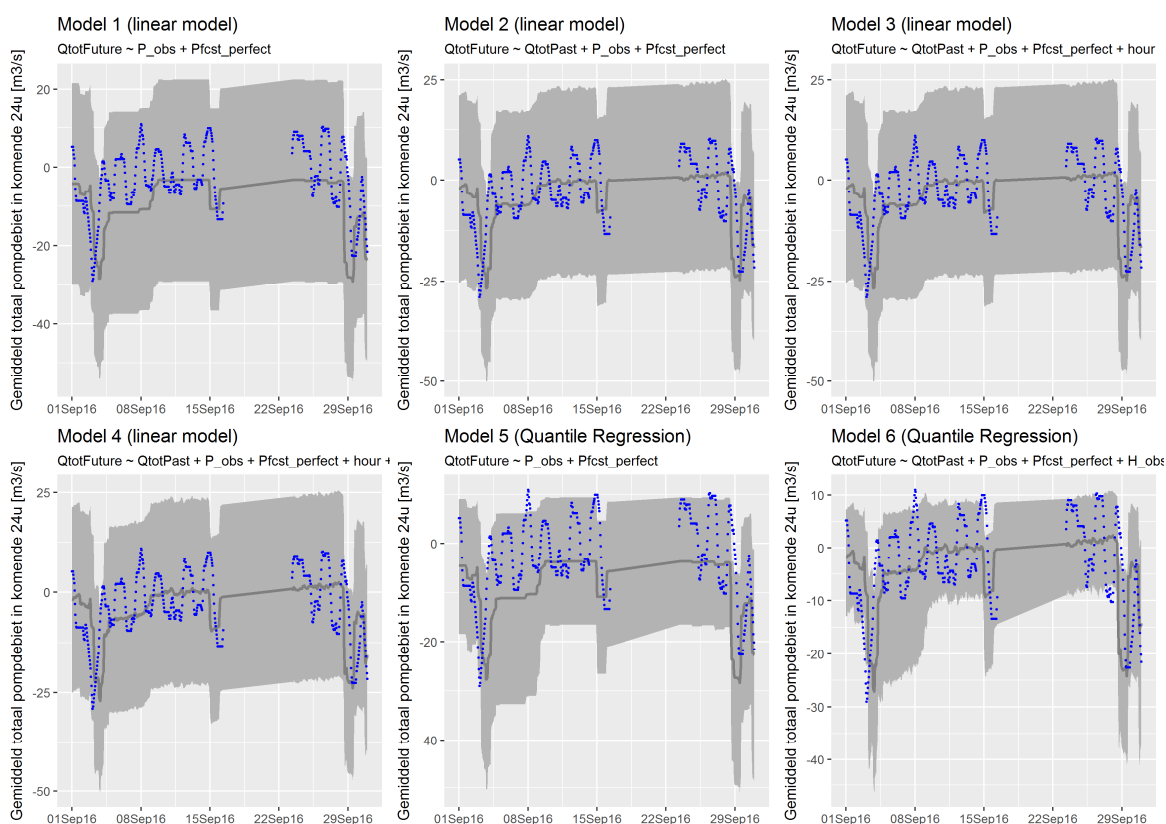 Model 1 (linear model)
QtotFuture ~ P_obs + Pfcst_perfect
Gemiddeld totaal pompdebiet in komende 24u [m3/s]
20
0
-20
-40
01Sep16 08Sep16 15Sep16 22Sep16 29Sep16
Model 2 (linear model)
QtotFuture ~ QtotPast + P_obs + Pfcst_perfect
Gemiddeld totaal pompdebiet in komende 24u [m3/s]
25
0
-25
-50
01Sep16 08Sep16 15Sep16 22Sep16 29Sep16
Model 3 (linear model)
QtotFuture ~ QtotPast + P_obs + Pfcst_perfect + hour
Gemiddeld totaal pompdebiet in komende 24u [m3/s]
25
0
-25
-50
01Sep16 08Sep16 15Sep16 22Sep16 29Sep16
Model 4 (linear model)
QtotFuture ~ QtotPast + P_obs + Pfcst_perfect + hour +
Gemiddeld totaal pompdebiet in komende 24u [m3/s]
25
0
-25
-50
01Sep16 08Sep16 15Sep16 22Sep16 29Sep16
Model 5 (Quantile Regression)
QtotFuture ~ P_obs + Pfcst_perfect
Gemiddeld totaal pompdebiet in komende 24u [m3/s]
0
-20
40
01Sep16 08Sep16 15Sep16 22Sep16 29Sep16
Model 6 (Quantile Regression)
QtotFuture ~ QtotPast + P_obs + Pfcst_perfect + H_obs
Gemiddeld totaal pompdebiet in komende 24u [m3/s]
10
0
-10
-20
-30
-40
01Sep16 08Sep16 15Sep16 22Sep16 29Sep16